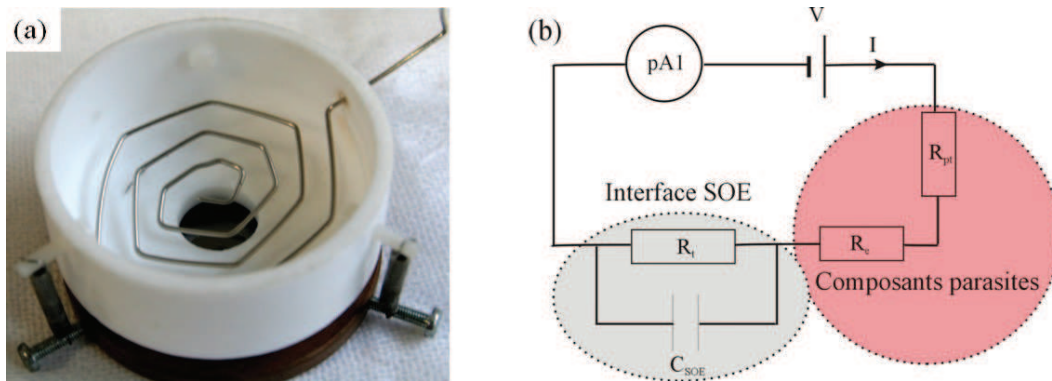 (a)
(b)
V
I
pA1
R_pt
Interface SOE
R_t
R_c
Composants parasites
C_SOE